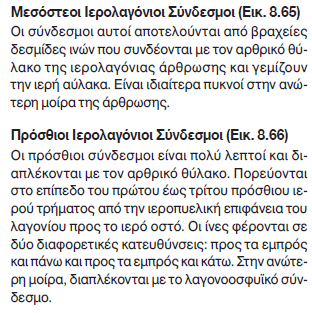 Μεσόστεοι Ιερολαγόνιοι Σύνδεσμοι (Εικ. 8.65)
Οι σύνδεσμοι αυτοί αποτελούνται από βραχείες
δεσμίδες ινών που συνδέονται με τον αρθρικό θύ-
λακο της ιερολαγόνιας άρθρωσης και γεμίζουν
την ιερή αύλακα. Είναι ιδιαίτερα πυκνοί στην ανώ-
τερη μοίρα της άρθρωσης.
Πρόσθιοι Ιερολαγόνιοι Σύνδεσμοι (Εικ. 8.66)
Οι πρόσθιοι σύνδεσμοι είναι πολύ λεπτοί και δι-
απλέκονται με τον αρθρικό θύλακο. Πορεύονται
στο επίπεδο του πρώτου έως τρίτου πρόσθιου ιε-
ρού τρήματος από την ιεροπυελική επιφάνεια του
λαγονίου προς το ιερό οστό. Οι ίνες φέρονται σε
δύο διαφορετικές κατευθύνσεις: προς τα εμπρός
και πάνω και προς τα εμπρός και κάτω. Στην ανώτε-
ρη μοίρα, διαπλέκονται με το λαγονοοσφυϊκό σύν-
δεσμο.